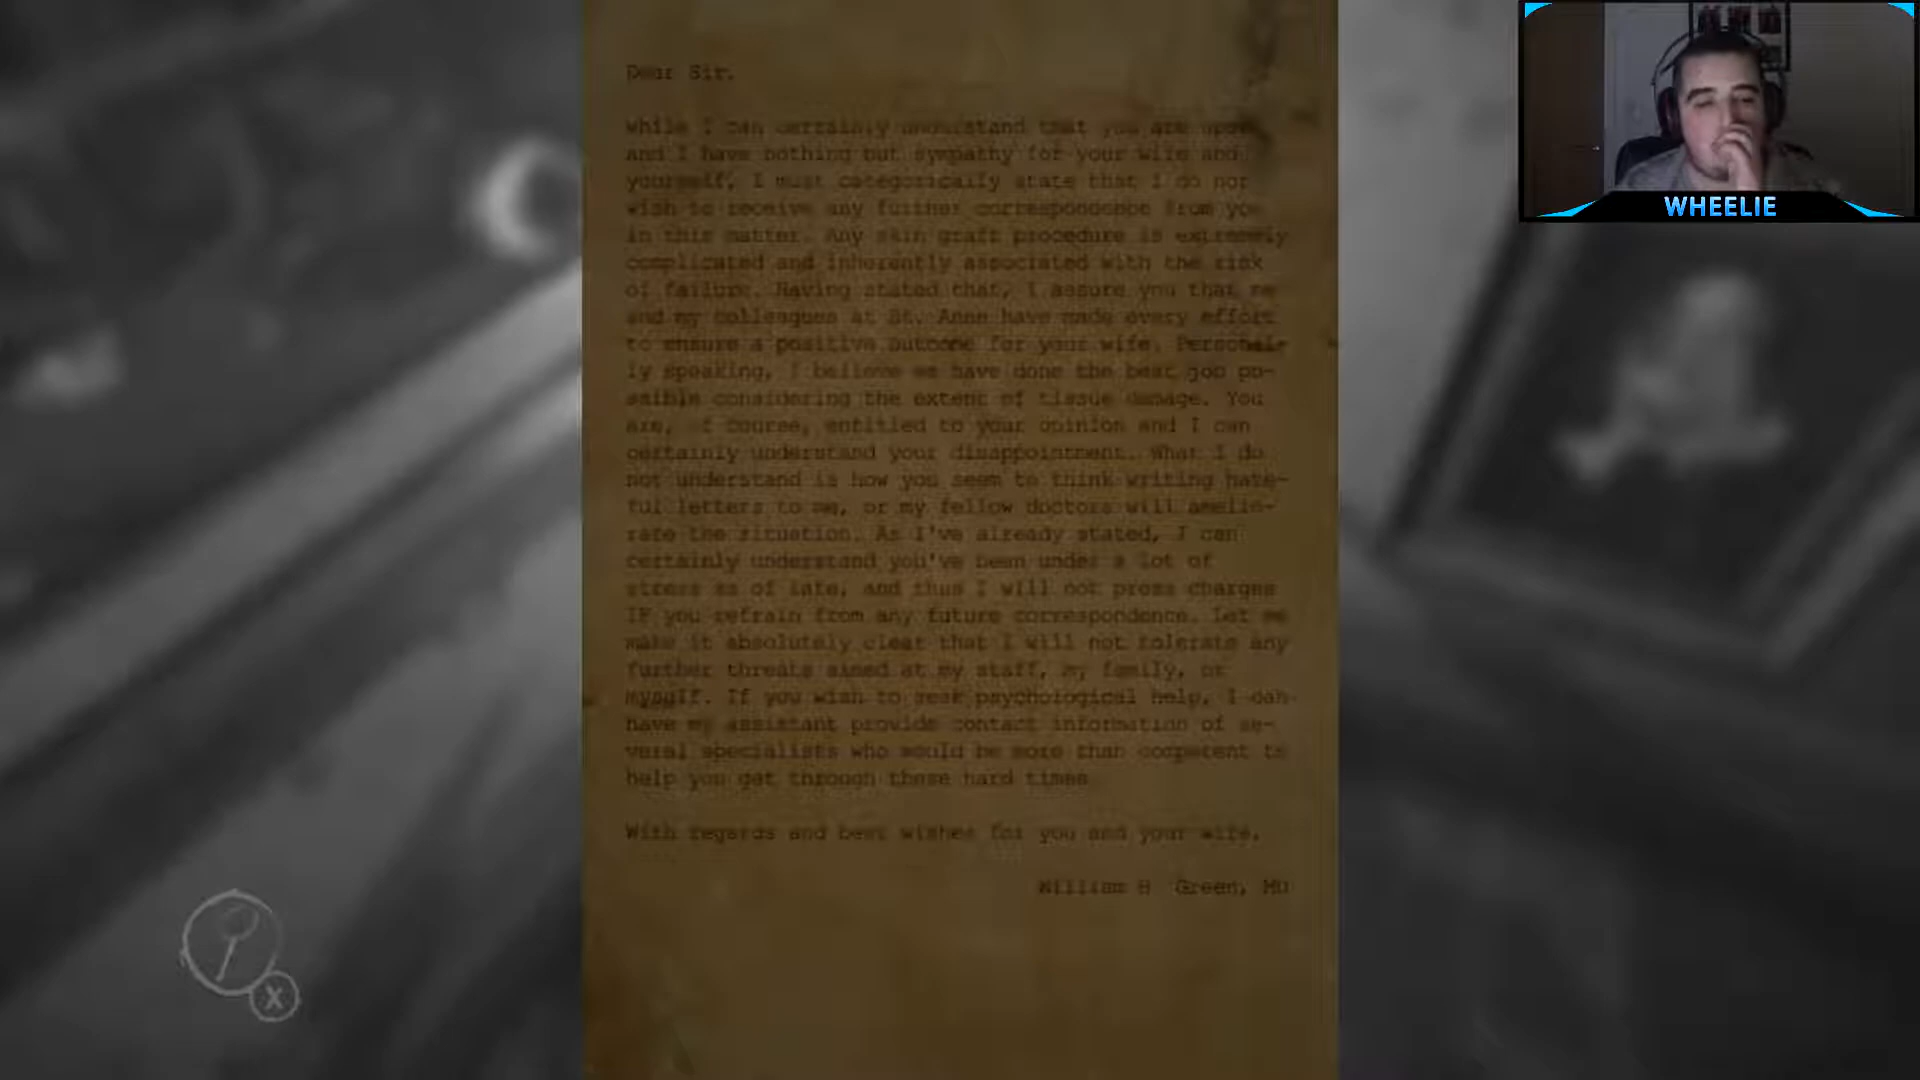 Dear Sir.
while I can certainly understand that you are upset
and I have nothing but sympathy for your wife and
yourself, I must categorically state that I do not
wish to receive any further correspondence from you
in this matter. Any skin graft procedure is extremely
complicated and inherently associated with the risk
of failure. Having stated that, I assure you that me
and my colleagues at St. Anne have made every effort
to ensure a positive outcome for your wife. Personal-
ly speaking, I believe we have done the best job po-
ssible considering the extent of tissue damage. You
are, of course, entitled to your opinion and I can
certainly understand your disappointment. What I do
not understand is how you seem to think writing hate-
ful letters to me, or my fellow doctors will amelio-
rate the situation. As I've already stated, I can
certainly understand you've been under a lot of
stress as of late, and thus I will not press charges
IF you refrain from any future correspondence. Let me
make it absolutely clear that I will not tolerate any
further threats aimed at my staff, my family, or
myself. If you wish to seek psychological help, I can
have my assistant provide contact information of se-
veral specialists who would be more than competent to
help you get through these hard times
With regards and best wishes for you and your wife,
William H Green, MD
X
WHEELIE